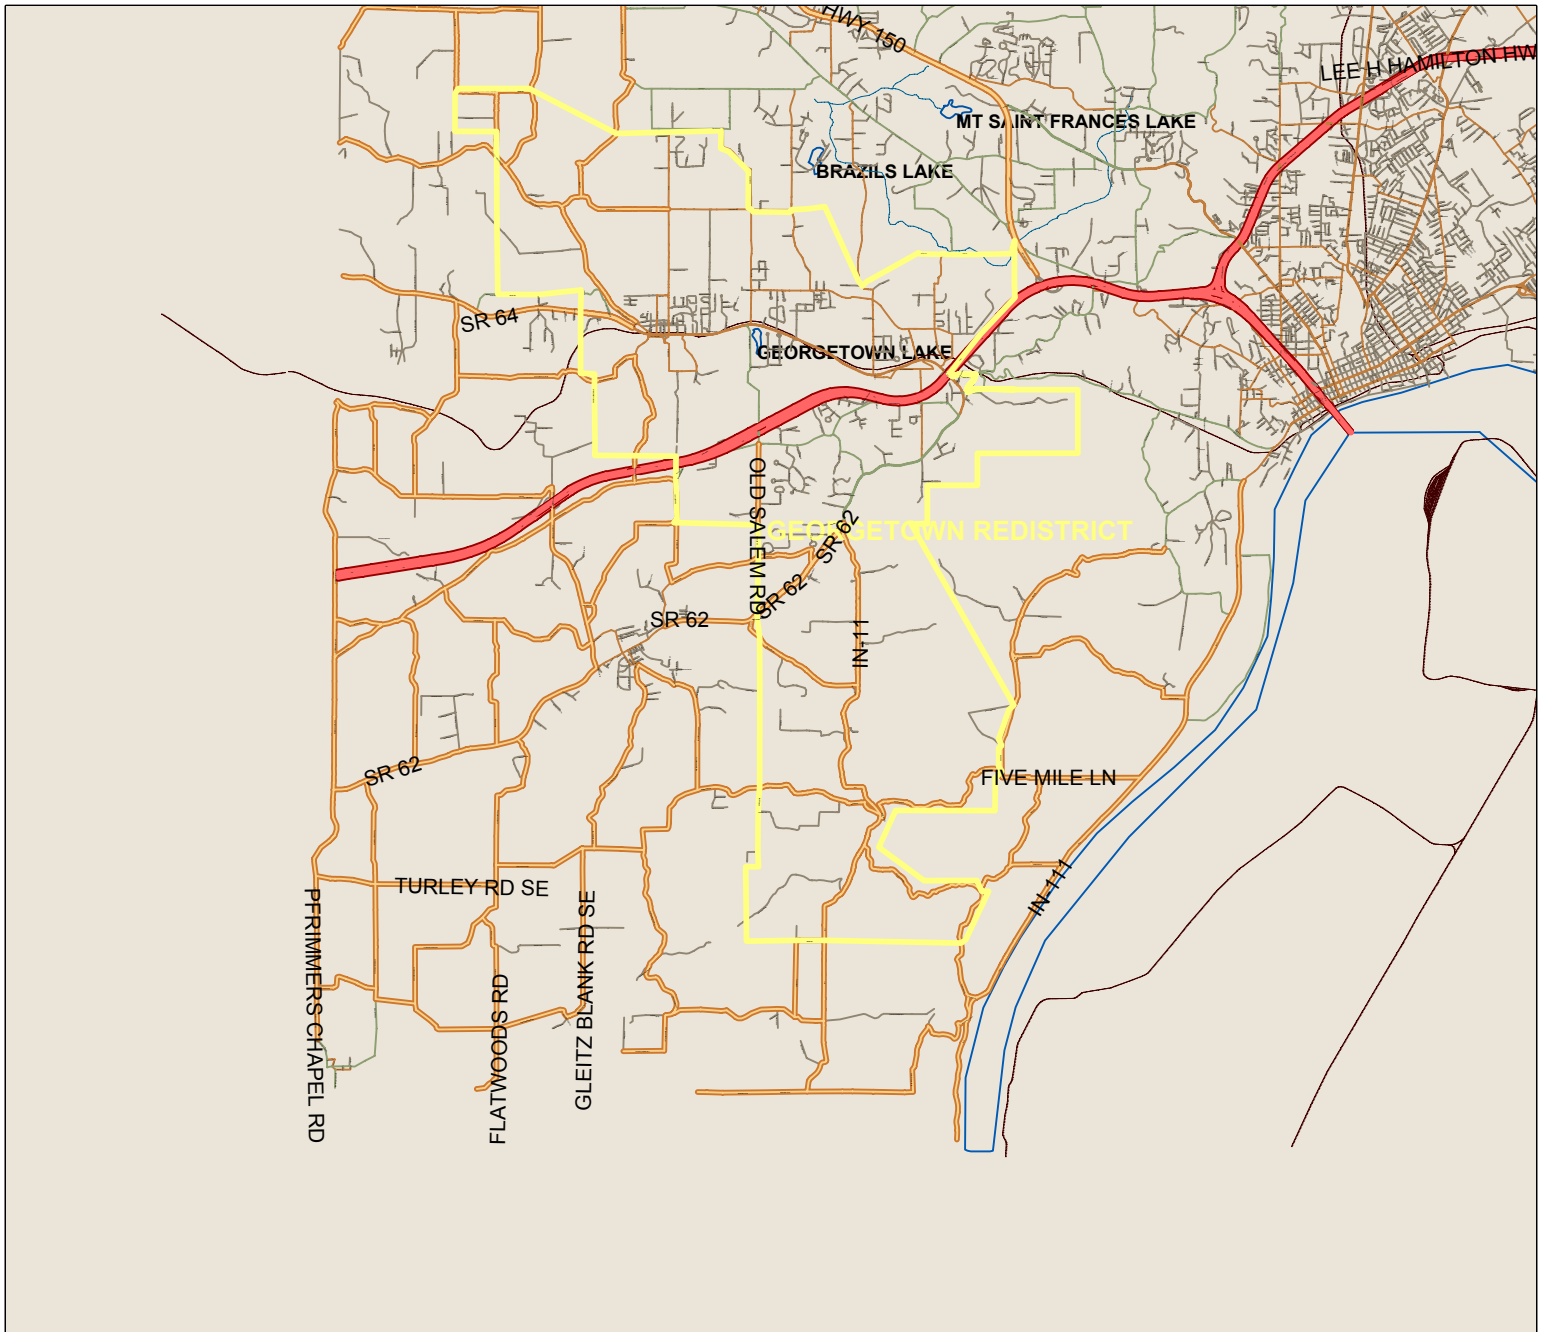 HWY 150
LEE H HAMILTON HW
MT SAINT FRANCES LAKE
BRAZILS LAKE
SR 64
GEORGETOWN LAKE
OLD SALEM RD
GEORGETOWN REDISTRICT
SR 62
SR 62
SR 62
IN-11
SR 62
FIVE MILE LN
IN-111
TURLEY RD SE
PFRIMMERS CHAPEL RD
FLATWOODS RD
GLEITZ BLANK RD SE